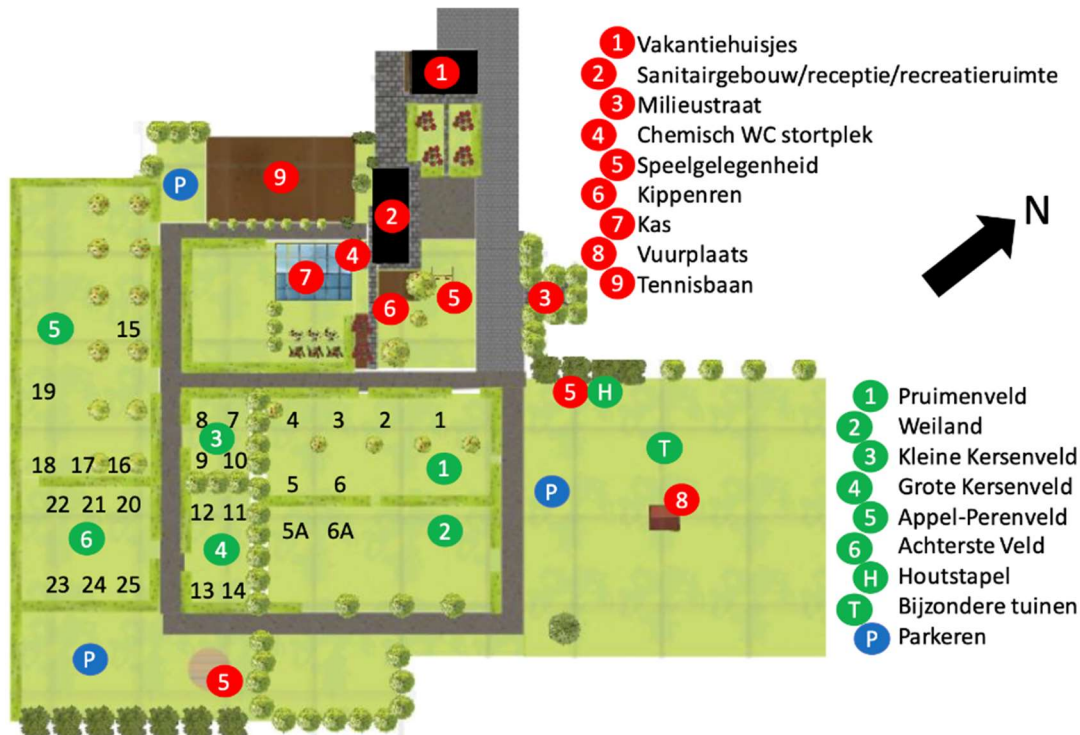 1 Vakantiehuisjes
2 Sanitairgebouw/receptie/recreatieruimte
3 Milieustraat
4 Chemisch WC stortplek
5 Speelgelegenheid
6 Kippenren
7 Kas
8 Vuurplaats
9 Tennisbaan
N
1
P 9
2
4
7
6 5 3
5 15
19
5 H
8 7 4 3 2 1
3
T
9 10
1
18 17 16
5 6
P 8
22 21 20
12 11
5A 6A 2
6
4
23 24 25
13 14
P
5
1 Pruimenveld
2 Weiland
3 Kleine Kersenveld
4 Grote Kersenveld
5 Appel-Perenveld
6 Achterste Veld
H Houtstapel
T Bijzondere tuinen
P Parkeren